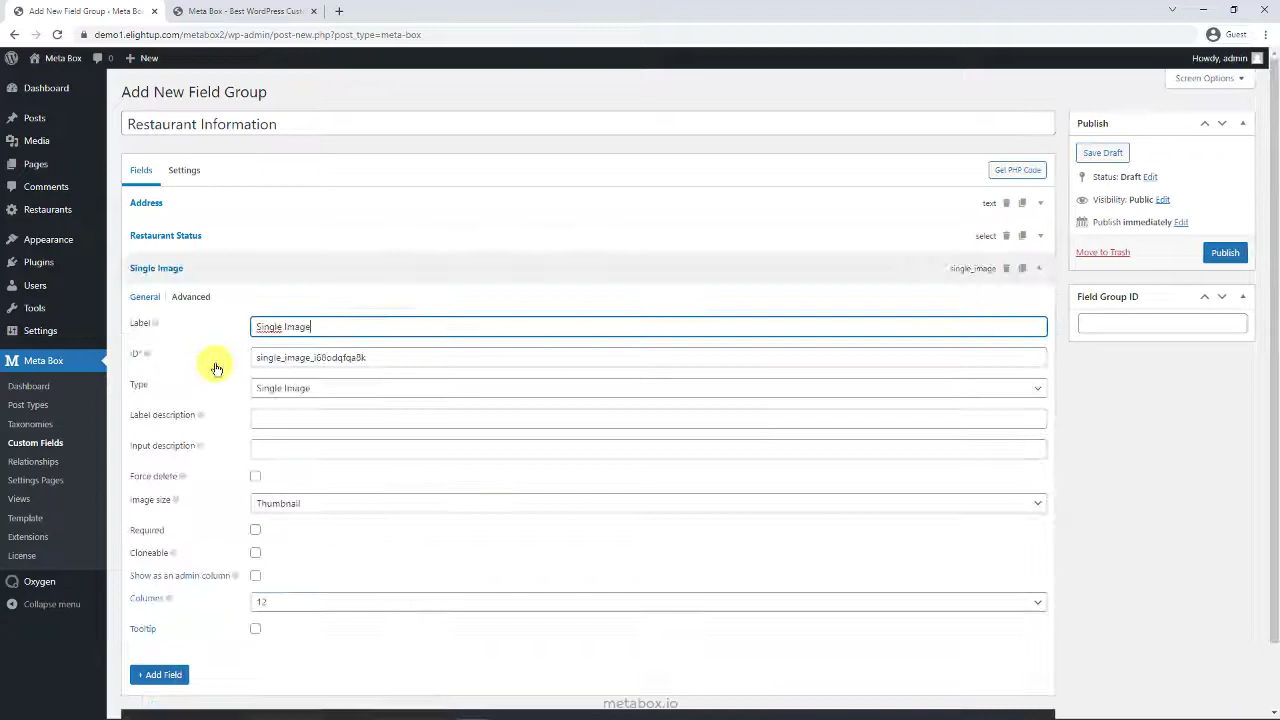 Add New Field Group ‹ Meta Bo
Meta Box - Best WordPress Cust
demo1.elightup.com/metabox2/wp-admin/post-new.php?post_type=meta-box
Guest
Meta Box
0
New
Howdy, admin
Dashboard
Posts
Media
Pages
Comments
Restaurants
Appearance
Plugins
Users
Tools
Settings
Meta Box
Dashboard
Post Types
Taxonomies
Custom Fields
Relationships
Settings Pages
Views
Template
Extensions
License
Oxygen
Collapse menu
Screen Options
Add New Field Group
Restaurant Information
Fields
Settings
Get PHP Code
Address
text
Restaurant Status
select
Single Image
single_image
General
Advanced
Label
Single Image
ID*
single_image_i68odqfqa8k
Type
Single Image
Label description
Input description
Force delete
Image size
Thumbnail
Required
Cloneable
Show as an admin column
Columns
12
Tooltip
+ Add Field
Publish
Save Draft
Status: Draft Edit
Visibility: Public Edit
Publish immediately Edit
Move to Trash
Publish
Field Group ID
metabox.io